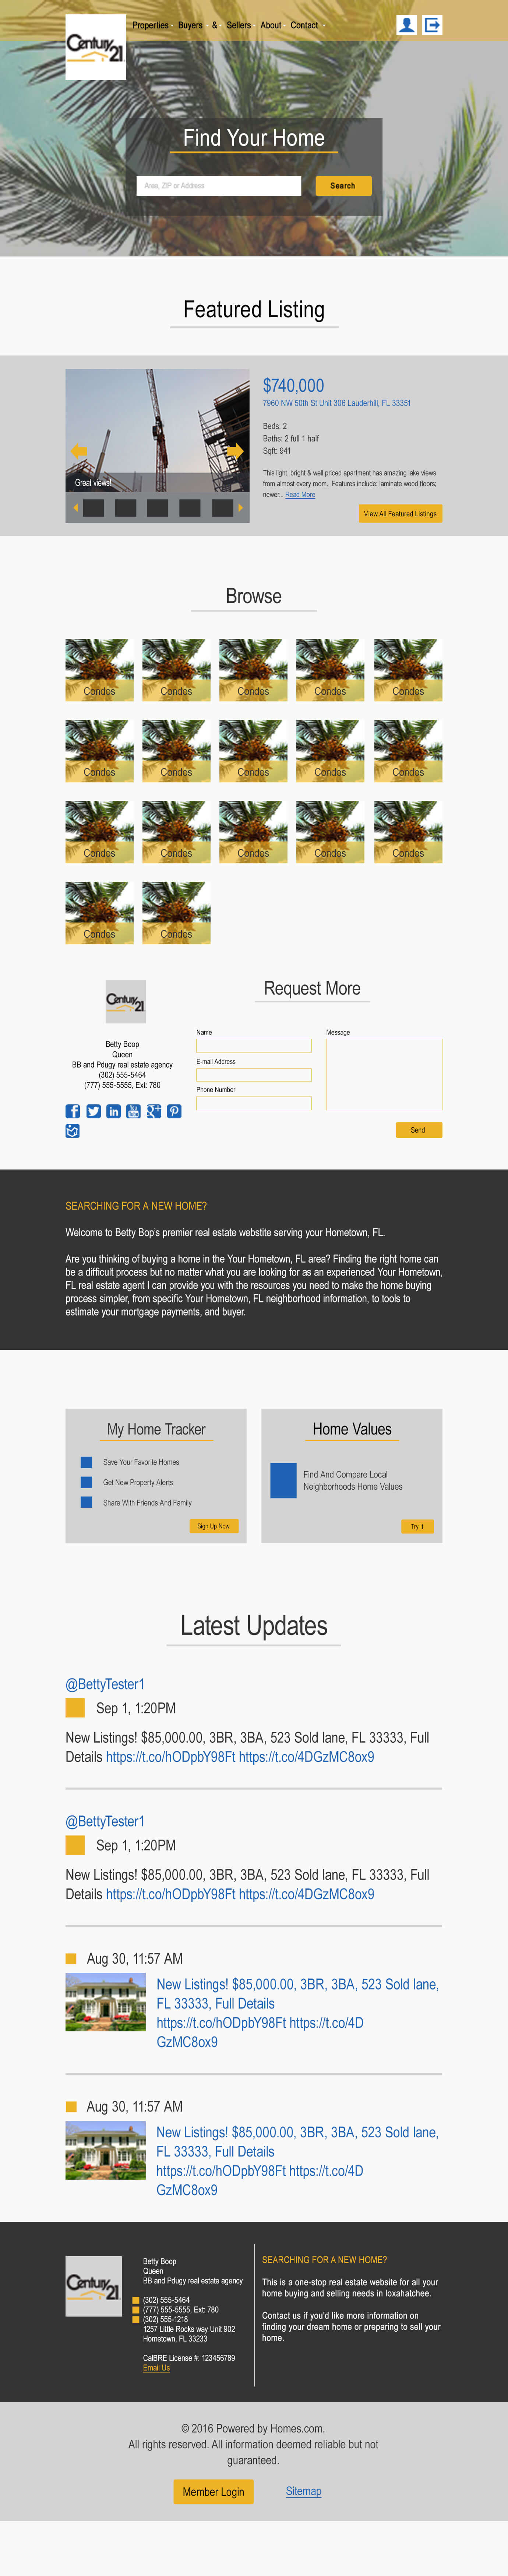 Century 21
Properties Buyers & Sellers About Contact
Find Your Home
Area, ZIP or Address
Search
Featured Listing
$740,000
7960 NW 50th St Unit 306 Lauderhill, FL 33351
Beds: 2
Baths: 2 full 1 half
Sqft: 941
Great views!
This light, bright & well priced apartment has amazing lake views
from almost every room. Features include: laminate wood floors;
newer... Read More
View All Featured Listings
Browse
Condos Condos Condos Condos Condos
Condos Condos Condos Condos Condos
Condos Condos Condos Condos Condos
Condos Condos
Century 21
Betty Boop
Queen
BB and Pdugy real estate agency
(302) 555-5464
(777) 555-5555, Ext: 780
Request More
Name
E-mail Address
Phone Number
Message
Send
SEARCHING FOR A NEW HOME?
Welcome to Betty Bop's premier real estate webstite serving your Hometown, FL.
Are you thinking of buying a home in the Your Hometown, FL area? Finding the right home can
be a difficult process but no matter what you are looking for as an experienced Your Hometown,
FL real estate agent I can provide you with the resources you need to make the home buying
process simpler, from specific Your Hometown, FL neighborhood information, to tools to
estimate your mortgage payments, and buyer.
My Home Tracker
Save Your Favorite Homes
Get New Property Alerts
Share With Friends And Family
Sign Up Now
Home Values
Find And Compare Local
Neighborhoods Home Values
Try It
Latest Updates
@BettyTester1
Sep 1, 1:20PM
New Listings! $85,000.00, 3BR, 3BA, 523 Sold lane, FL 33333, Full
Details https://t.co/hODpbY98Ft https://t.co/4DGzMC8ox9
@BettyTester1
Sep 1, 1:20PM
New Listings! $85,000.00, 3BR, 3BA, 523 Sold lane, FL 33333, Full
Details https://t.co/hODpbY98Ft https://t.co/4DGzMC8ox9
Aug 30, 11:57 AM
New Listings! $85,000.00, 3BR, 3BA, 523 Sold lane,
FL 33333, Full Details
https://t.co/hODpbY98Ft https://t.co/4D
GzMC8ox9
Aug 30, 11:57 AM
New Listings! $85,000.00, 3BR, 3BA, 523 Sold lane,
FL 33333, Full Details
https://t.co/hODpbY98Ft https://t.co/4D
GzMC8ox9
Century 21
Betty Boop
Queen
BB and Pdugy real estate agency
(302) 555-5464
(777) 555-5555, Ext: 780
(302) 555-1218
1257 Little Rocks way Unit 902
Hometown, FL 33233
CalBRE License #: 123456789
Email Us
SEARCHING FOR A NEW HOME?
This is a one-stop real estate website for all your
home buying and selling needs in loxahatchee.
Contact us if you'd like more information on
finding your dream home or preparing to sell your
home.
© 2016 Powered by Homes.com.
All rights reserved. All information deemed reliable but not
guaranteed.
Member Login
Sitemap